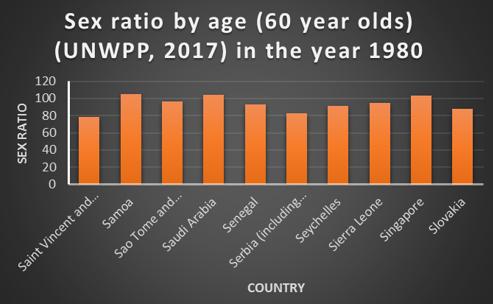 Sex ratio by age (60 year olds)
(UNWPP, 2017) in the year 1980
120
100
80
60
40
20
0
SEX RATIO
Saint Vincent and...
Samoa
Sao Tome and...
Saudi Arabia
Senegal
Serbia (including...
Seychelles
Sierra Leone
Singapore
Slovakia
COUNTRY